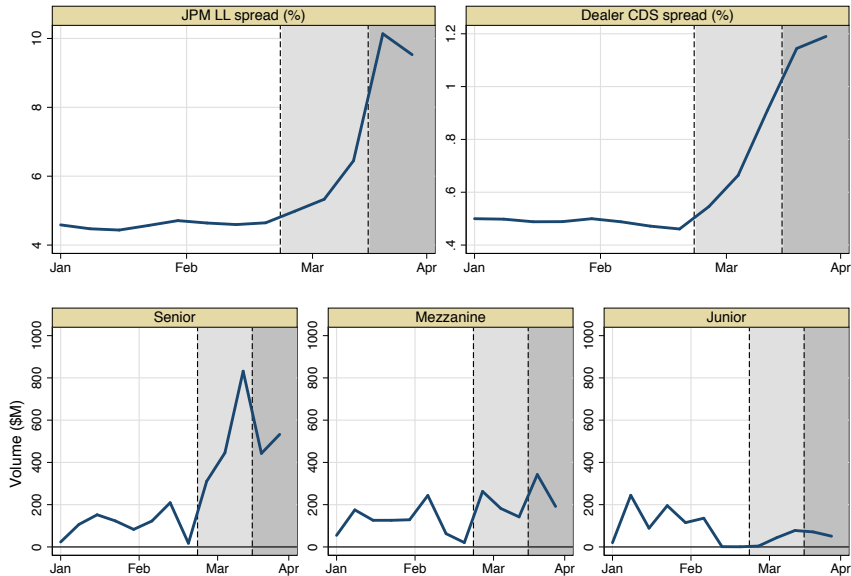 JPM LL spread (%)
Dealer CDS spread (%)
10
8
6
4
Jan Feb Mar Apr
1.2
1
.8
.6
.4
Jan Feb Mar Apr
Senior
Mezzanine
Junior
Volume ($M)
1000
800
600
400
200
0
Jan Feb Mar Apr
1000
800
600
400
200
0
Jan Feb Mar Apr
1000
800
600
400
200
0
Jan Feb Mar Apr